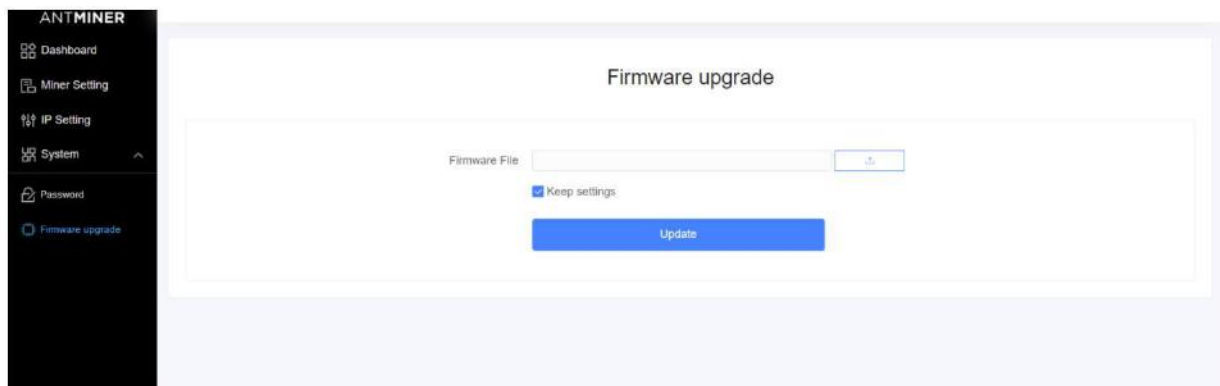 ANTMINER
Dashboard
Miner Setting
IP Setting
System
Password
Firmware upgrade
Firmware upgrade
Firmware File
Keep settings
Update